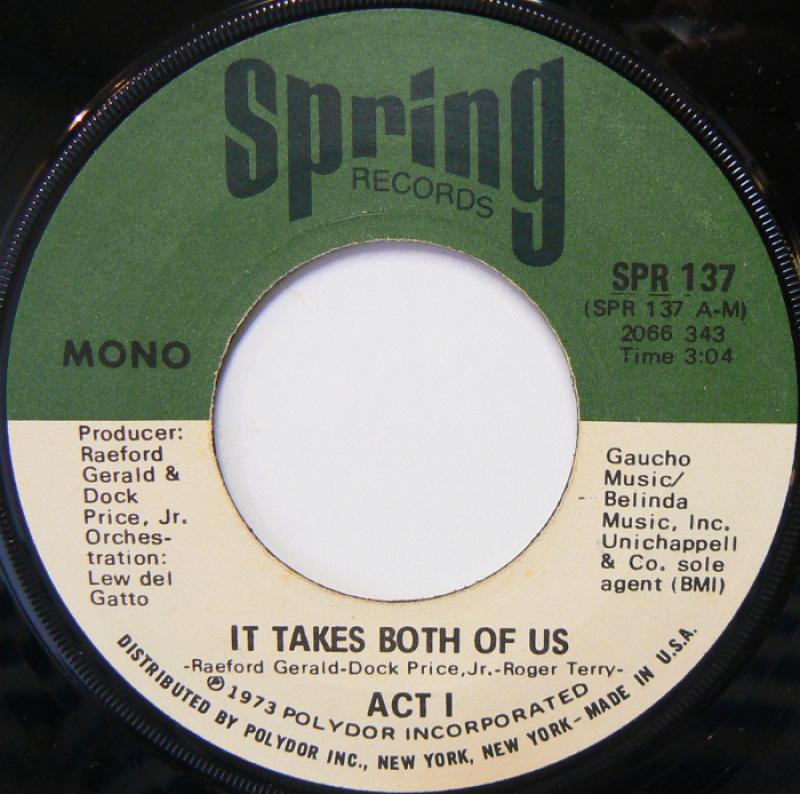 Spring
RECORDS
SPR 137
(SPR 137 A-M)
2066 343
Time 3:04
MONO
Producer:
Raeford
Gerald &
Dock
Price, Jr.
Orches-
tration:
Lew del
Gatto
Gaucho
Music/
Belinda
Music, Inc.
Unichappell
& Co. sole
agent (BMI)
IT TAKES BOTH OF US
-Raeford Gerald-Dock Price,Jr.-Roger Terry-
ACT I
℗ 1973 POLYDOR INCORPORATED
DISTRIBUTED BY POLYDOR INC., NEW YORK, NEW YORK-MADE IN U.S.A.